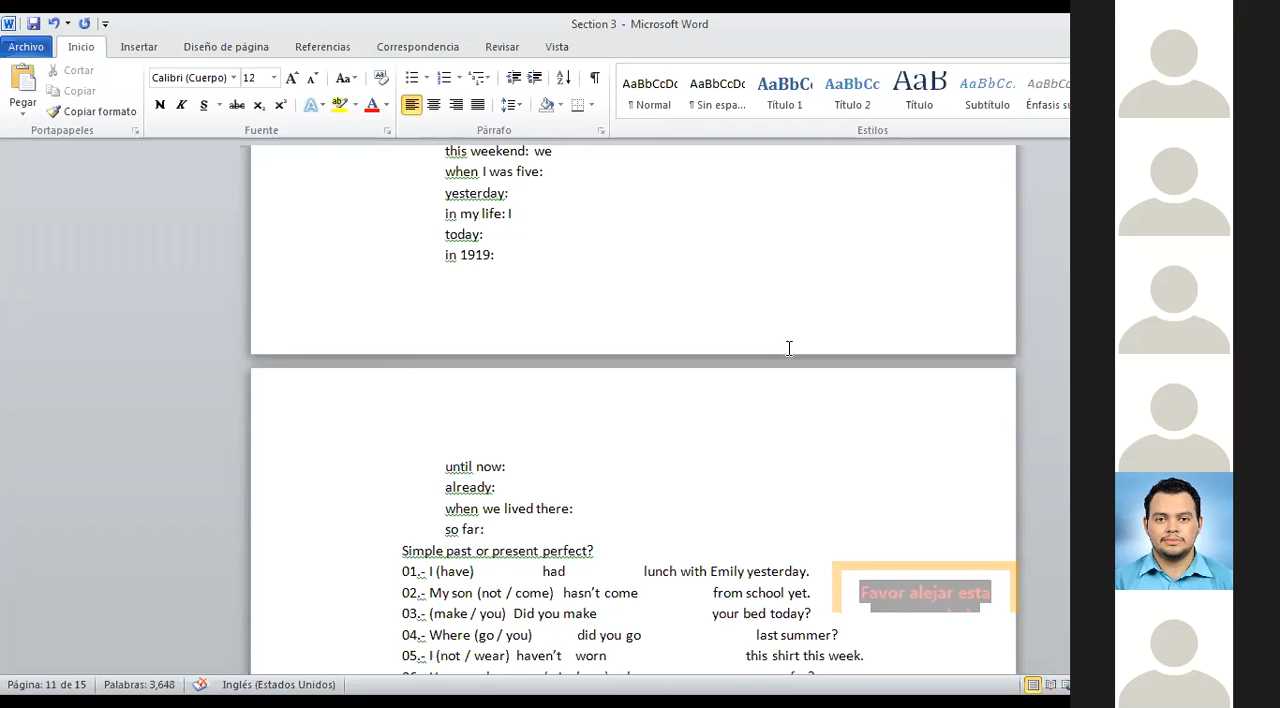 Section 3 - Microsoft Word
Archivo Inicio Insertar Diseño de página Referencias Correspondencia Revisar Vista
Pegar
Cortar
Copiar
Copiar formato
Portapapeles
Calibri (Cuerpo) 12
N K S abc x₂ x² A A
Fuente
Párrafo
AaBbCcDc AaBbCcDc AaBbC AaBbCc AaB AaBbCc. AaBbCc
¶ Normal ¶ Sin espa... Título 1 Título 2 Título Subtítulo Énfasis su
Estilos
this weekend: we
when I was five:
yesterday:
in my life: I
today:
in 1919:
until now:
already:
when we lived there:
so far:
Simple past or present perfect?
01,- I (have) had lunch with Emily yesterday.
02,- My son (not / come) hasn't come from school yet.
03,- (make / you) Did you make your bed today?
04,- Where (go / you) did you go last summer?
05,- I (not / wear) haven't worn this shirt this week.
Favor alejar esta
Página: 11 de 15 Palabras: 3,648 Inglés (Estados Unidos)